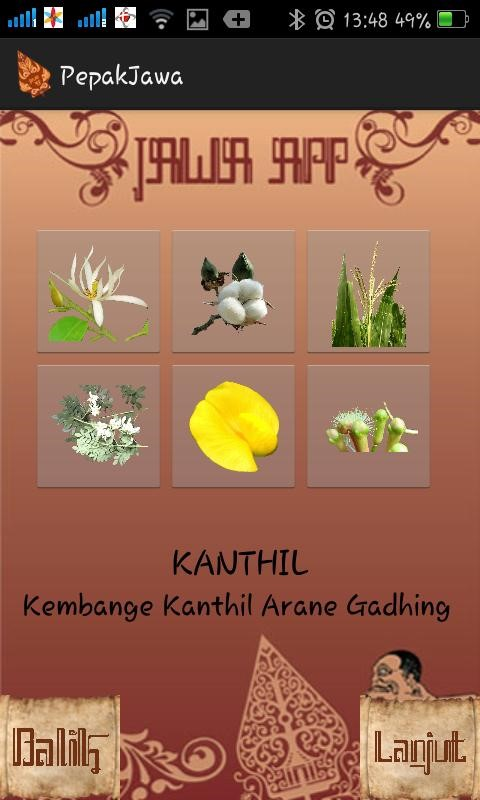 13:48 49%
PepakJawa
JAWA APP
KANTHIL
Kembange Kanthil Arane Gadhing
Balik
Lanjut